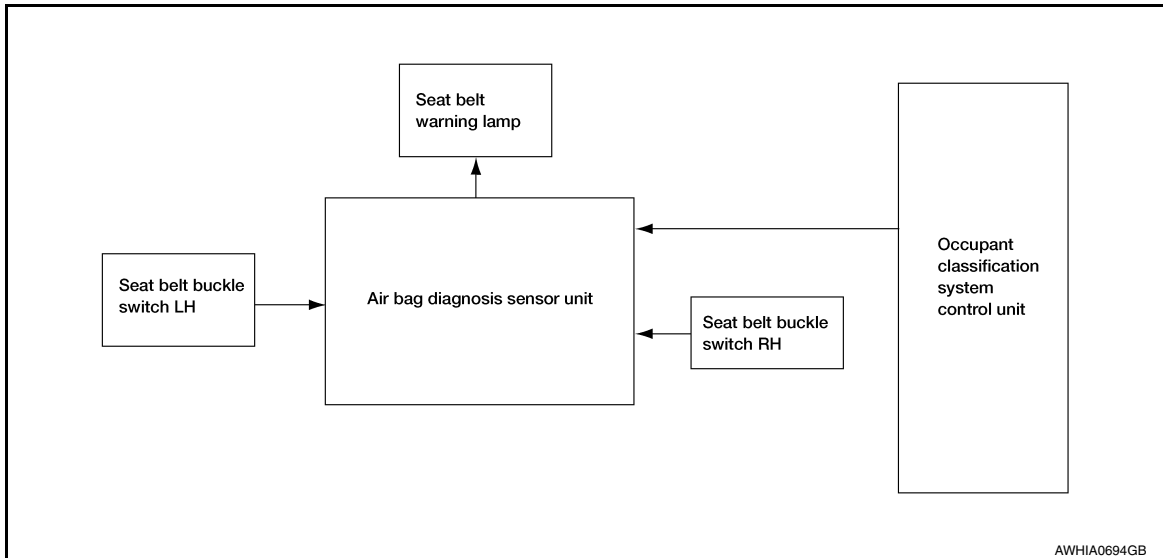 Seat belt
warning lamp
Seat belt buckle
switch LH
Air bag diagnosis sensor unit
Seat belt buckle
switch RH
Occupant
classification
system
control unit
AWHIA0694GB